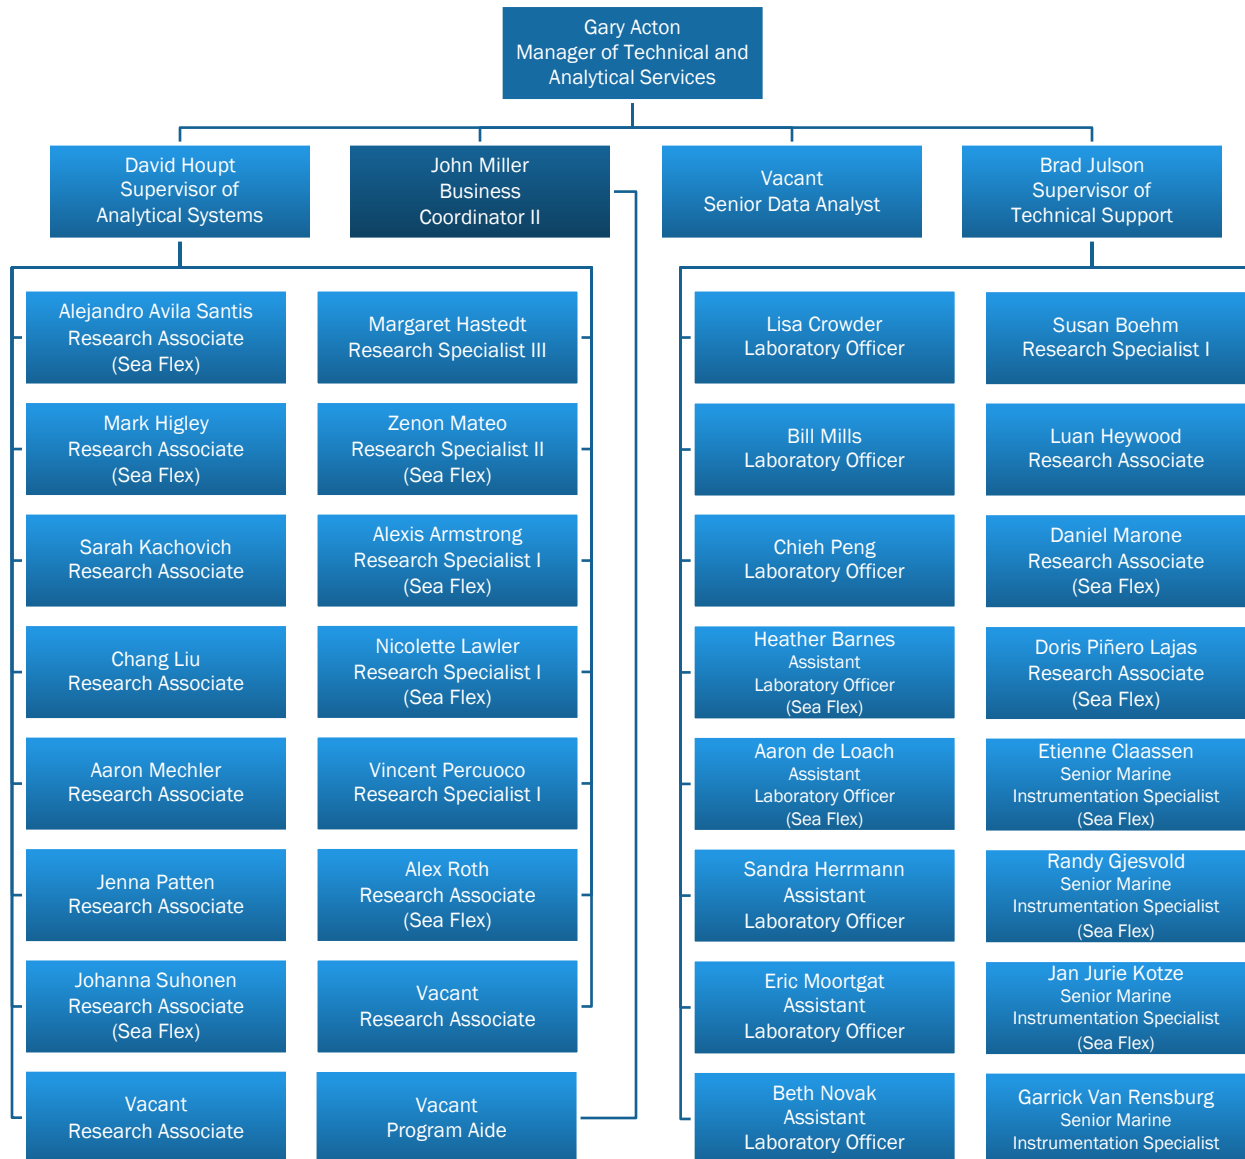 Gary Acton
Manager of Technical and
Analytical Services
David Houpt
Supervisor of
Analytical Systems
John Miller
Business
Coordinator II
Vacant
Senior Data Analyst
Brad Julson
Supervisor of
Technical Support
Alejandro Avila Santis
Research Associate
(Sea Flex)
Margaret Hastedt
Research Specialist III
Lisa Crowder
Laboratory Officer
Susan Boehm
Research Specialist I
Mark Higley
Research Associate
(Sea Flex)
Zenon Mateo
Research Specialist II
(Sea Flex)
Bill Mills
Laboratory Officer
Luan Heywood
Research Associate
Sarah Kachovich
Research Associate
Alexis Armstrong
Research Specialist I
(Sea Flex)
Chieh Peng
Laboratory Officer
Daniel Marone
Research Associate
(Sea Flex)
Chang Liu
Research Associate
Nicolette Lawler
Research Specialist I
(Sea Flex)
Heather Barnes
Assistant
Laboratory Officer
(Sea Flex)
Doris Piñero Lajas
Research Associate
(Sea Flex)
Aaron Mechler
Research Associate
Vincent Percuoco
Research Specialist I
Aaron de Loach
Assistant
Laboratory Officer
(Sea Flex)
Etienne Claassen
Senior Marine
Instrumentation Specialist
(Sea Flex)
Jenna Patten
Research Associate
Alex Roth
Research Associate
(Sea Flex)
Sandra Herrmann
Assistant
Laboratory Officer
Randy Gjesvold
Senior Marine
Instrumentation Specialist
(Sea Flex)
Johanna Suhonen
Research Associate
(Sea Flex)
Vacant
Research Associate
Eric Moortgat
Assistant
Laboratory Officer
Jan Jurie Kotze
Senior Marine
Instrumentation Specialist
(Sea Flex)
Vacant
Research Associate
Vacant
Program Aide
Beth Novak
Assistant
Laboratory Officer
Garrick Van Rensburg
Senior Marine
Instrumentation Specialist